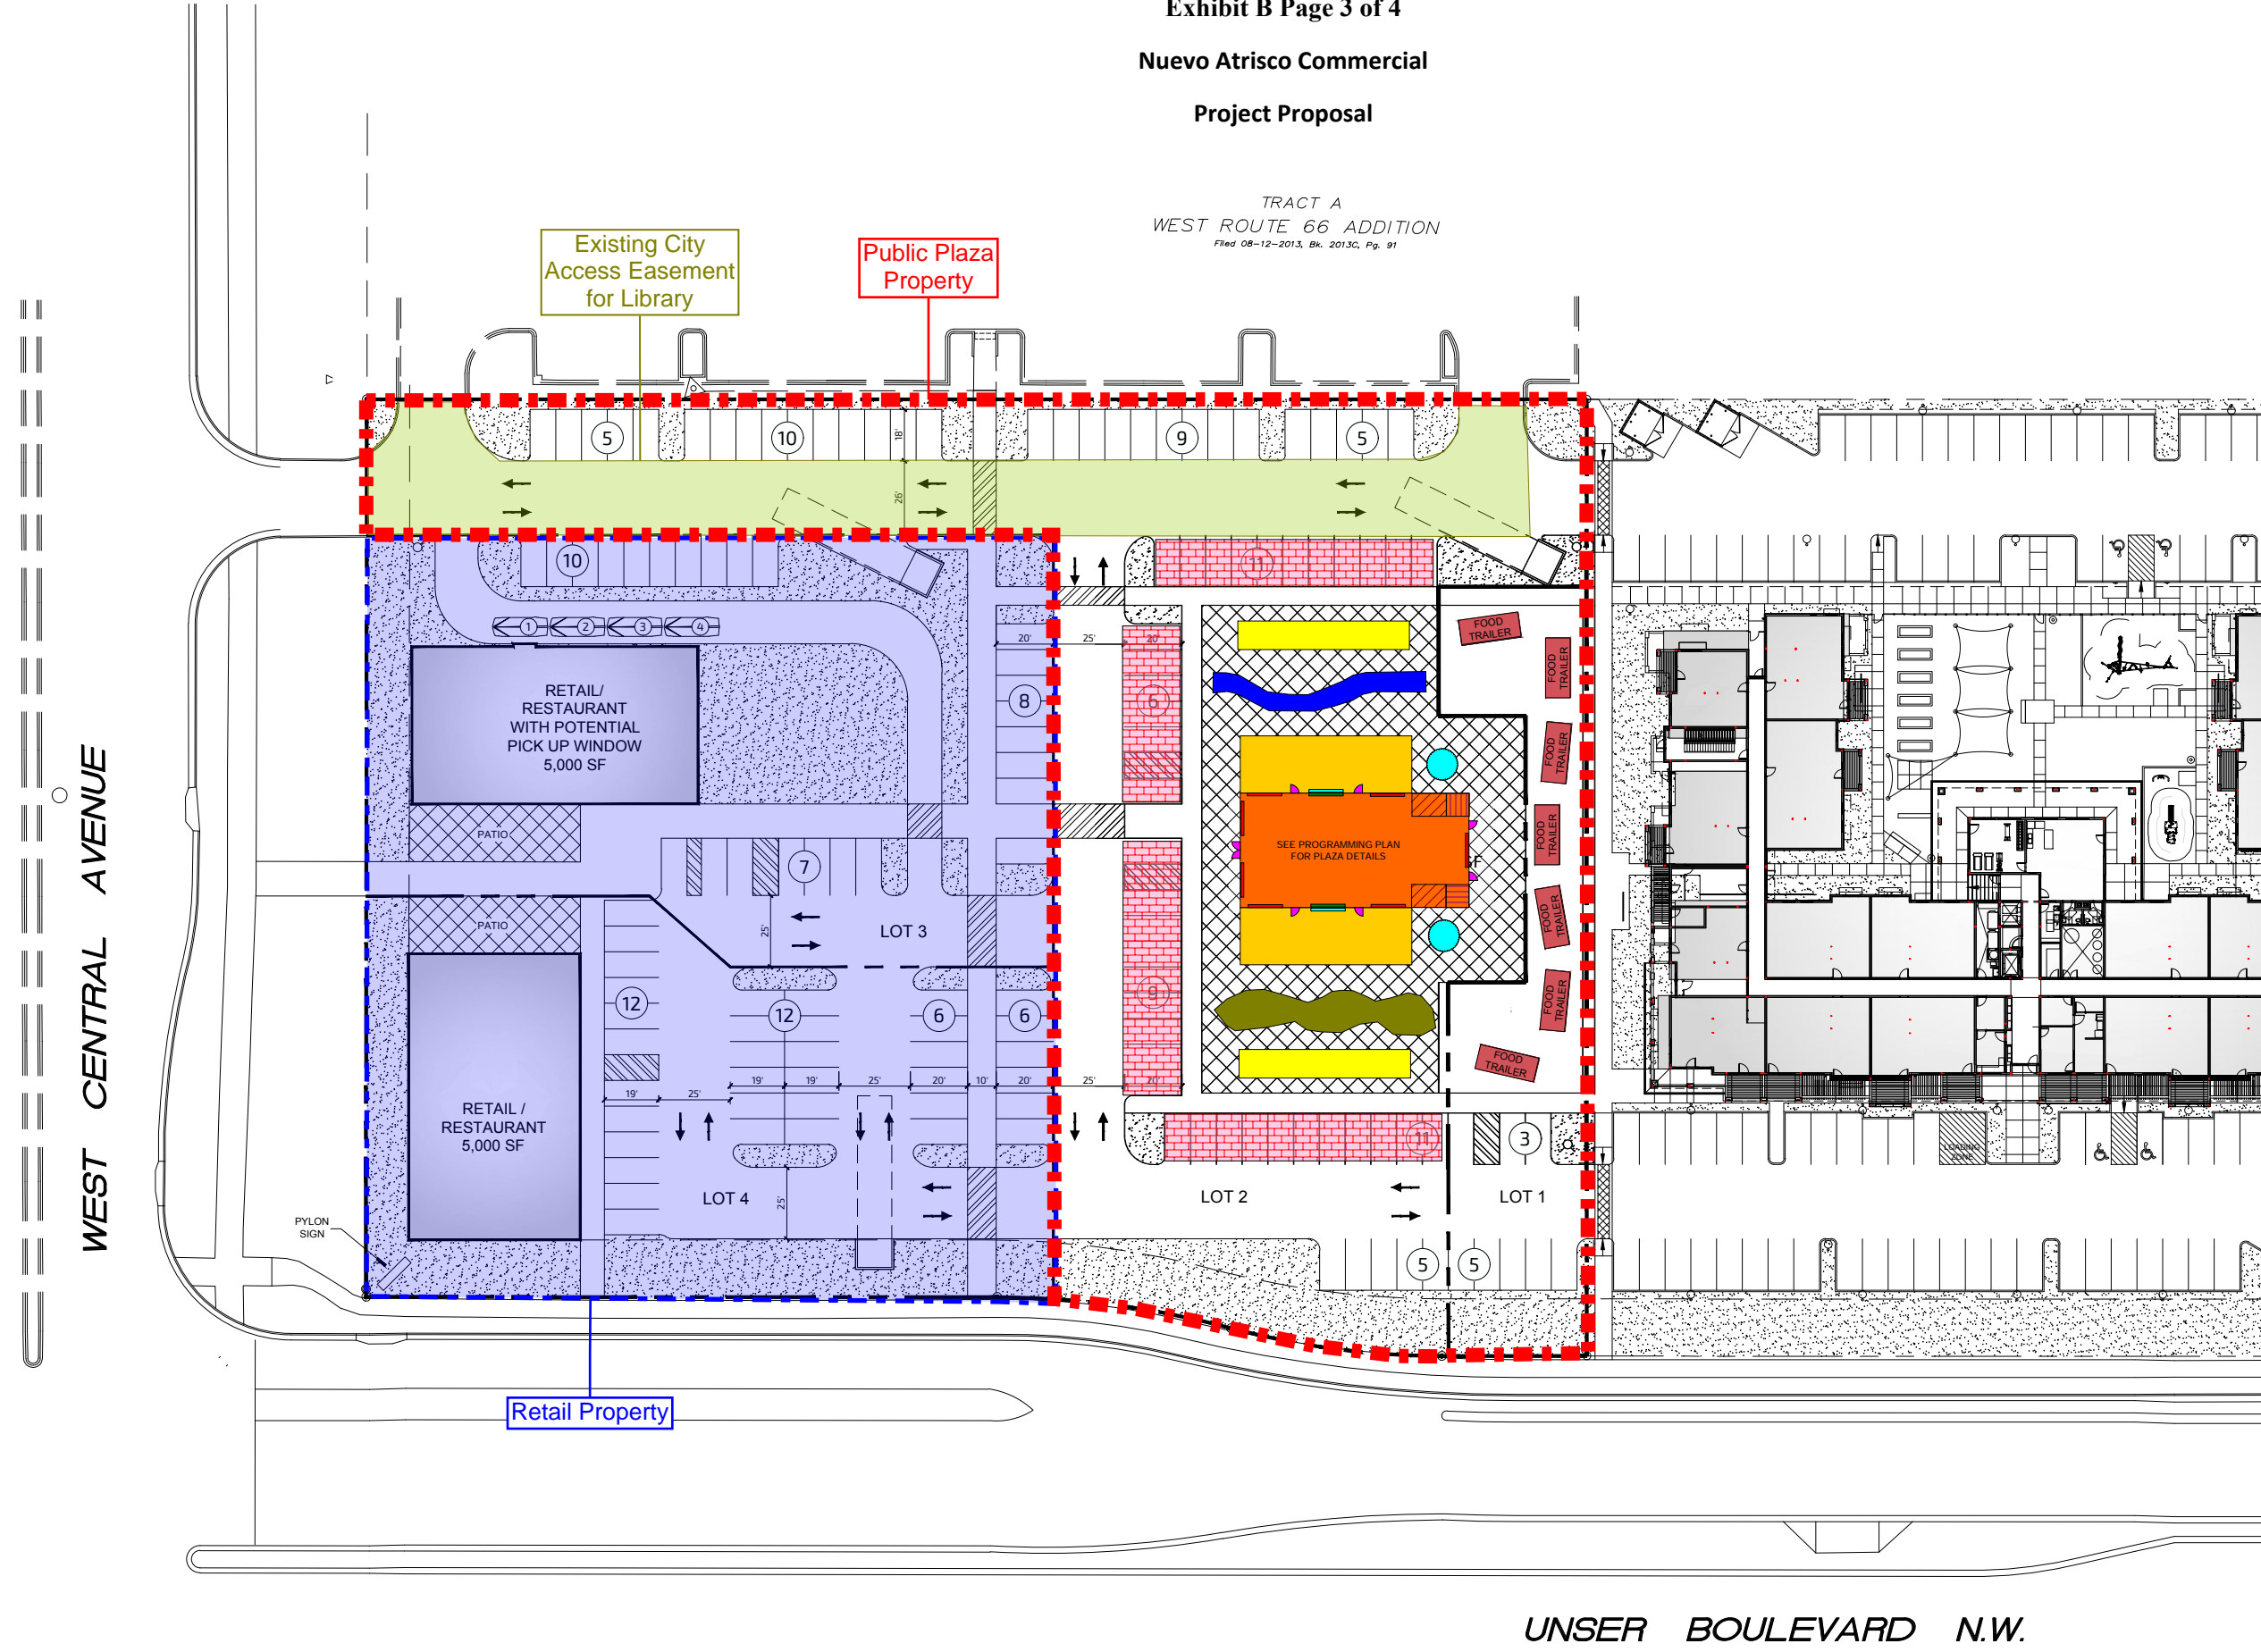 Exhibit B Page 3 of 4
Nuevo Atrisco Commercial
Project Proposal
TRACT A
WEST ROUTE 66 ADDITION
Filed 08-12-2013, Bk. 2013C, Pg. 91
Existing City
Access Easement
for Library
Public Plaza
Property
5
10
9
5
18'
26'
10
11
1
2
3
4
20'
25'
20'
RETAIL/
RESTAURANT
WITH POTENTIAL
PICK UP WINDOW
5,000 SF
8
6
FOOD
TRAILER
FOOD
TRAILER
FOOD
TRAILER
FOOD
TRAILER
FOOD
TRAILER
FOOD
TRAILER
FOOD
TRAILER
PATIO
7
SEE PROGRAMMING PLAN
FOR PLAZA DETAILS
SF
PATIO
25'
LOT 3
12
12
6
6
9
19'
19'
25'
20'
10'
20'
25'
20'
19'
25'
RETAIL /
RESTAURANT
5,000 SF
11
3
LOADING
ZONE
LOT 4
25'
LOT 2
LOT 1
PYLON
SIGN
5
5
Retail Property
WEST CENTRAL AVENUE
UNSER BOULEVARD N.W.